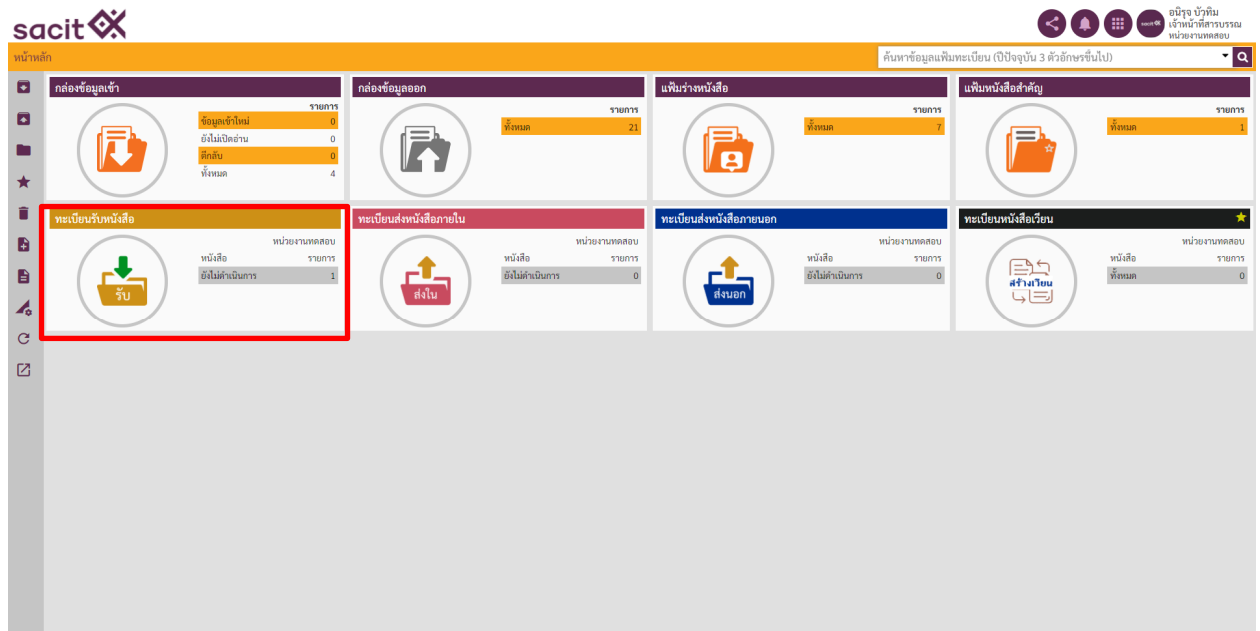 sacit
อนิรุจ บัวทิม
เจ้าหน้าที่สารบรรณ
หน่วยงานทดสอบ
หน้าหลัก
ค้นหาข้อมูลแฟ้มทะเบียน (ปีปัจจุบัน 3 ตัวอักษรขึ้นไป)
กล่องข้อมูลเข้า
รายการ
ข้อมูลเข้าใหม่ 0
ยังไม่เปิดอ่าน 0
ตีกลับ 0
ทั้งหมด 4
กล่องข้อมูลออก
รายการ
ทั้งหมด 21
แฟ้มร่างหนังสือ
รายการ
ทั้งหมด 7
แฟ้มหนังสือสำคัญ
รายการ
ทั้งหมด 1
ทะเบียนรับหนังสือ
หน่วยงานทดสอบ
หนังสือ รายการ
ยังไม่ดำเนินการ 1
รับ
ทะเบียนส่งหนังสือภายใน
หน่วยงานทดสอบ
หนังสือ รายการ
ยังไม่ดำเนินการ 0
ส่งใน
ทะเบียนส่งหนังสือภายนอก
หน่วยงานทดสอบ
หนังสือ รายการ
ยังไม่ดำเนินการ 0
ส่งนอก
ทะเบียนหนังสือเวียน
หน่วยงานทดสอบ
หนังสือ รายการ
ทั้งหมด 0
สร้างเวียน